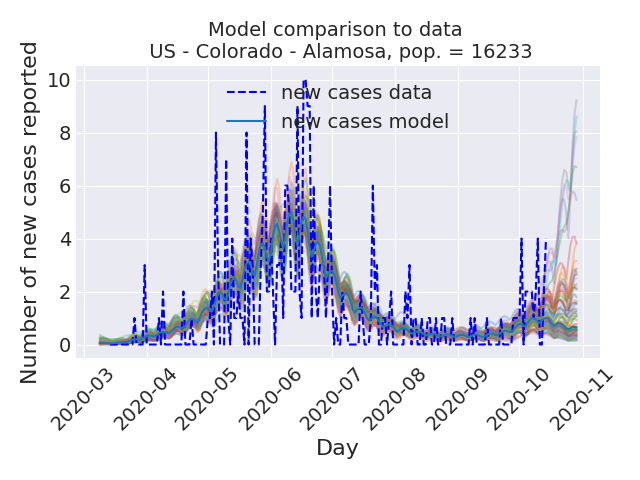 Model comparison to data
US - Colorado - Alamosa, pop. = 16233
Number of new cases reported
10
8
6
4
2
0
new cases data
new cases model
2020-03
2020-04
2020-05
2020-06
2020-07
2020-08
2020-09
2020-10
2020-11
Day